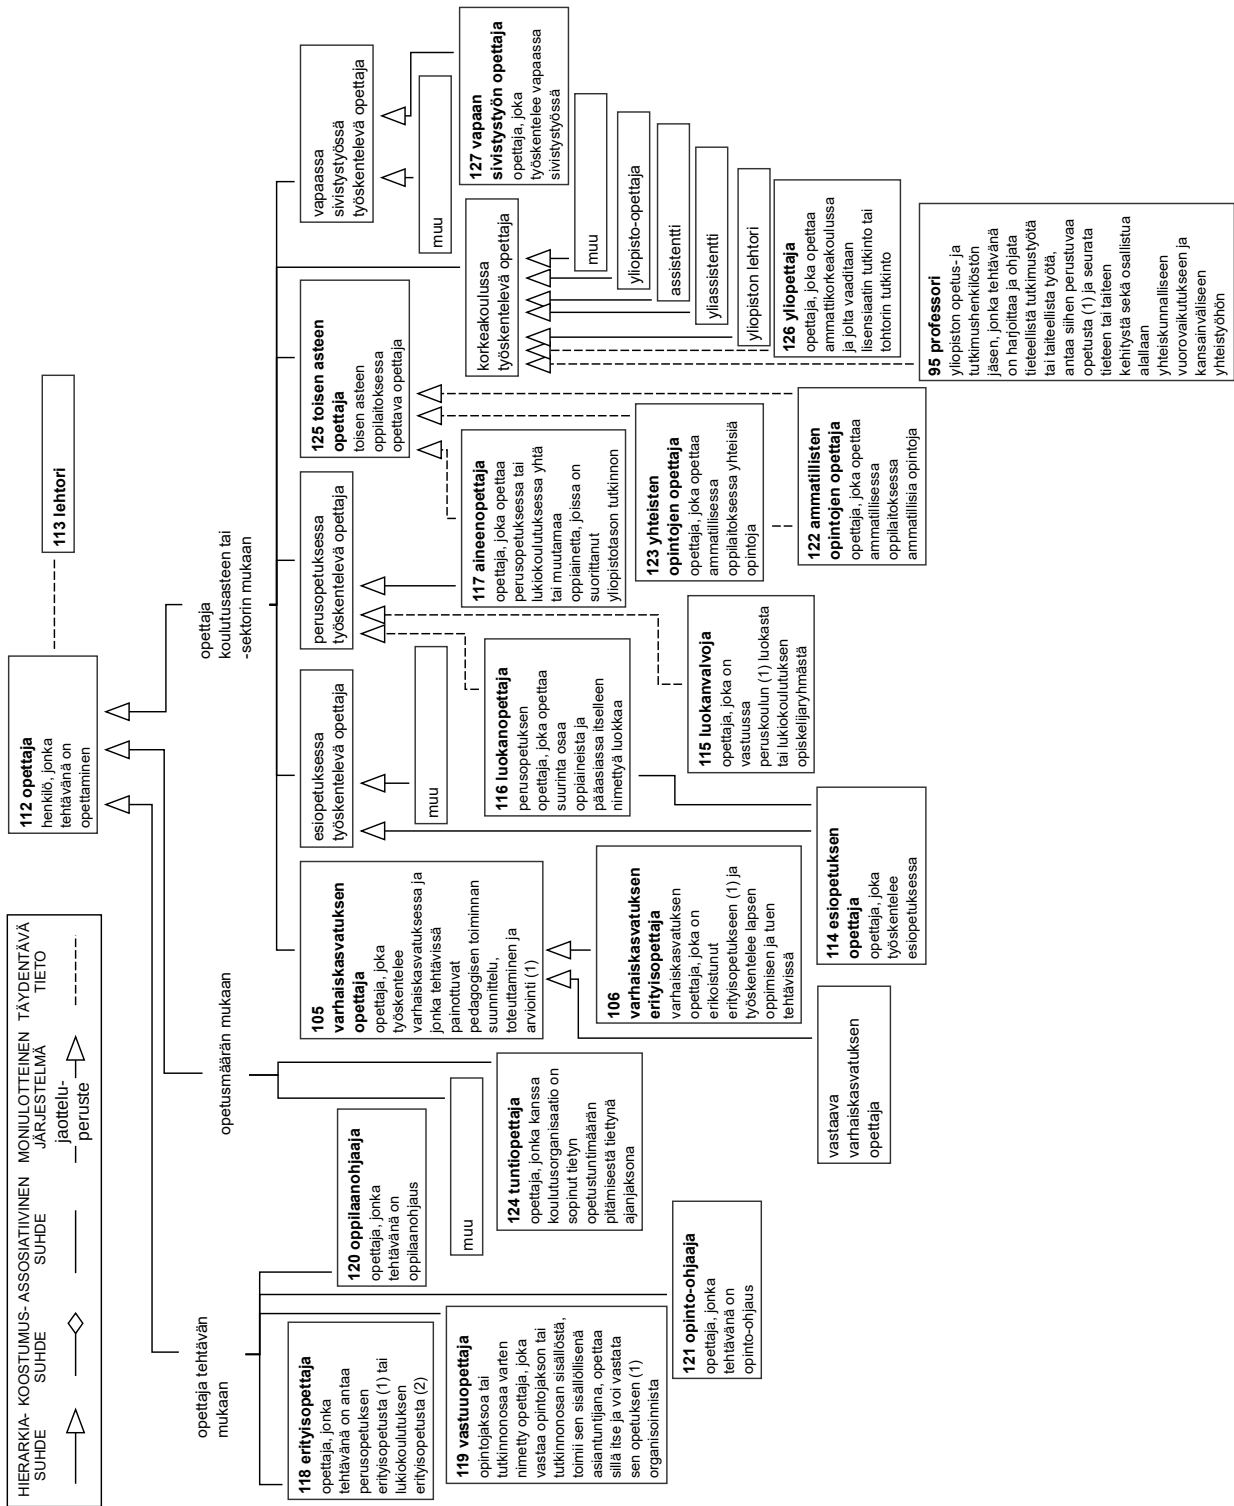 HIERARKIA- KOOSTUMUS- ASSOSIATIIVINEN MONIULOTTEINEN TÄYDENTÄVÄ
SUHDE SUHDE SUHDE JÄRJESTELMÄ TIETO
jaottelu-
peruste
112 opettaja
henkilö, jonka
tehtävänä on
opettaminen
113 lehtori
opettaja tehtävän
mukaan
opetusmäärän mukaan
opettaja
koulutusasteen tai
-sektorin mukaan
118 erityisopettaja
opettaja, jonka
tehtävänä on antaa
perusopetuksen
erityisopetusta (1) tai
lukiokoulutuksen
erityisopetusta (2)
119 vastuuopettaja
opintojaksoa tai
tutkinnonosaa varten
nimetty opettaja, joka
vastaa opintojakson tai
tutkinnonosan sisällöstä,
toimii sen sisällöllisenä
asiantuntijana, opettaa
sillä itse ja voi vastata
sen opetuksen (1)
organisoinnista
120 oppilaanohjaaja
opettaja, jonka
tehtävänä on
oppilaanohjaus
muu
121 opinto-ohjaaja
opettaja, jonka
tehtävänä on
opinto-ohjaus
muu
124 tuntiopettaja
opettaja, jonka kanssa
koulutusorganisaatio on
sopinut tietyn
opetustuntimäärän
pitämisestä tiettynä
ajanjaksona
105
varhaiskasvatuksen
opettaja
opettaja, joka
työskentelee
varhaiskasvatuksessa ja
jonka tehtävissä
painottuvat
pedagogisen toiminnan
suunnittelu,
toteuttaminen ja
arviointi (1)
106
varhaiskasvatuksen
erityisopettaja
varhaiskasvatuksen
opettaja, joka on
erikoistunut
erityisopetukseen (1) ja
työskentelee lapsen
oppimisen ja tuen
tehtävissä
vastaava
varhaiskasvatuksen
opettaja
esiopetuksessa
työskentelevä opettaja
muu
114 esiopetuksen
opettaja
opettaja, joka
työskentelee
esiopetuksessa
perusopetuksessa
työskentelevä opettaja
116 luokanopettaja
perusopetuksen
opettaja, joka opettaa
suurinta osaa
oppiaineista ja
pääasiassa itselleen
nimettyä luokkaa
115 luokanvalvoja
opettaja, joka on
vastuussa
peruskoulun (1) luokasta
tai lukiokoulutuksen
opiskelijaryhmästä
117 aineenopettaja
opettaja, joka opettaa
perusopetuksessa tai
lukiokoulutuksessa yhtä
tai muutamaa
oppiainetta, joissa on
suorittanut
yliopistotason tutkinnon
125 toisen asteen
opettaja
toisen asteen
oppilaitoksessa
opettava opettaja
123 yhteisten
opintojen opettaja
opettaja, joka opettaa
ammatillisessa
oppilaitoksessa yhteisiä
opintoja
122 ammatillisten
opintojen opettaja
opettaja, joka opettaa
ammatillisessa
oppilaitoksessa
ammatillisia opintoja
korkeakoulussa
työskentelevä opettaja
muu
yliopisto-opettaja
assistentti
yliassistentti
yliopiston lehtori
126 yliopettaja
opettaja, joka opettaa
ammattikorkeakoulussa
ja jolta vaaditaan
lisensiaatin tutkinto tai
tohtorin tutkinto
95 professori
yliopiston opetus- ja
tutkimushenkilöstön
jäsen, jonka tehtävänä
on harjoittaa ja ohjata
tieteellistä tutkimustyötä
tai taiteellista työtä,
antaa siihen perustuvaa
opetusta (1) ja seurata
tieteen tai taiteen
kehitystä sekä osallistua
alallaan
yhteiskunnalliseen
vuorovaikutukseen ja
kansainväliseen
yhteistyöhön
vapaassa
sivistystyössä
työskentelevä opettaja
muu
127 vapaan
sivistystyön opettaja
opettaja, joka
työskentelee vapaassa
sivistystyössä